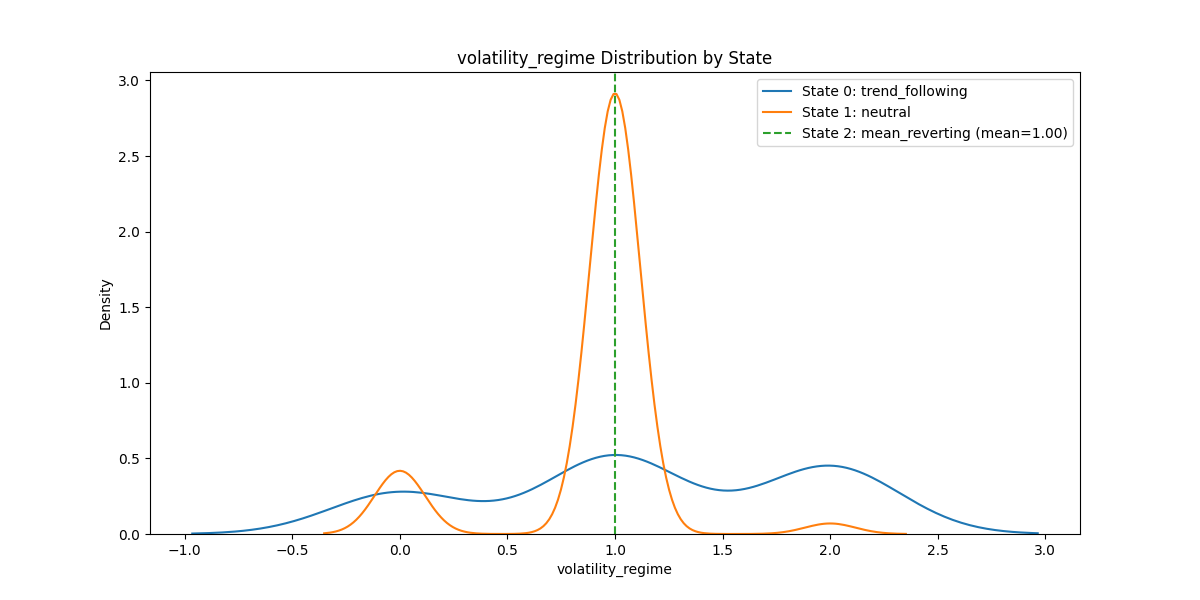 volatility_regime Distribution by State
State 0: trend_following
State 1: neutral
State 2: mean_reverting (mean=1.00)
Density
3.0
2.5
2.0
1.5
1.0
0.5
0.0
−1.0 −0.5 0.0 0.5 1.0 1.5 2.0 2.5 3.0
volatility_regime